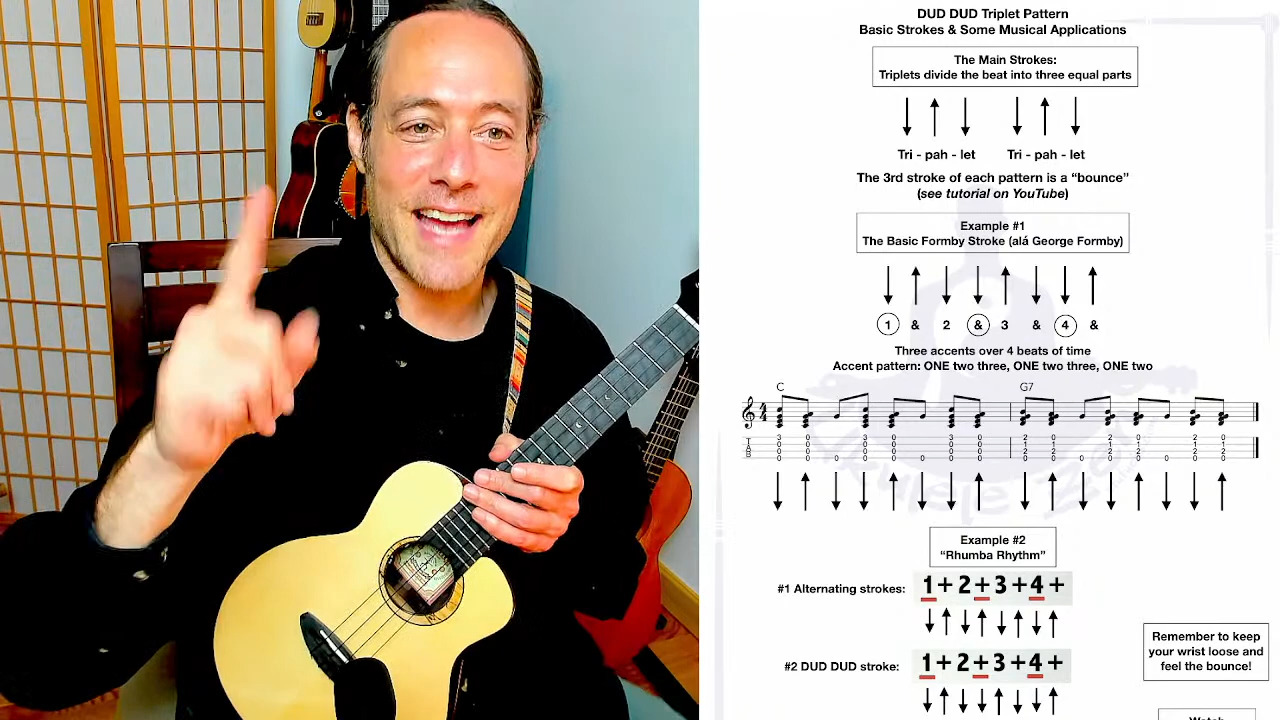 DUD DUD Triplet Pattern
Basic Strokes & Some Musical Applications
The Main Strokes:
Triplets divide the beat into three equal parts
Tri - pah - let Tri - pah - let
The 3rd stroke of each pattern is a “bounce”
(see tutorial on YouTube)
Example #1
The Basic Formby Stroke (alá George Formby)
1 & 2 & 3 & 4 &
Three accents over 4 beats of time
Accent pattern: ONE two three, ONE two three, ONE two
C G7
Example #2
“Rhumba Rhythm”
#1 Alternating strokes: 1 + 2 + 3 + 4 +
#2 DUD DUD stroke: 1 + 2 + 3 + 4 +
Remember to keep
your wrist loose and
feel the bounce!